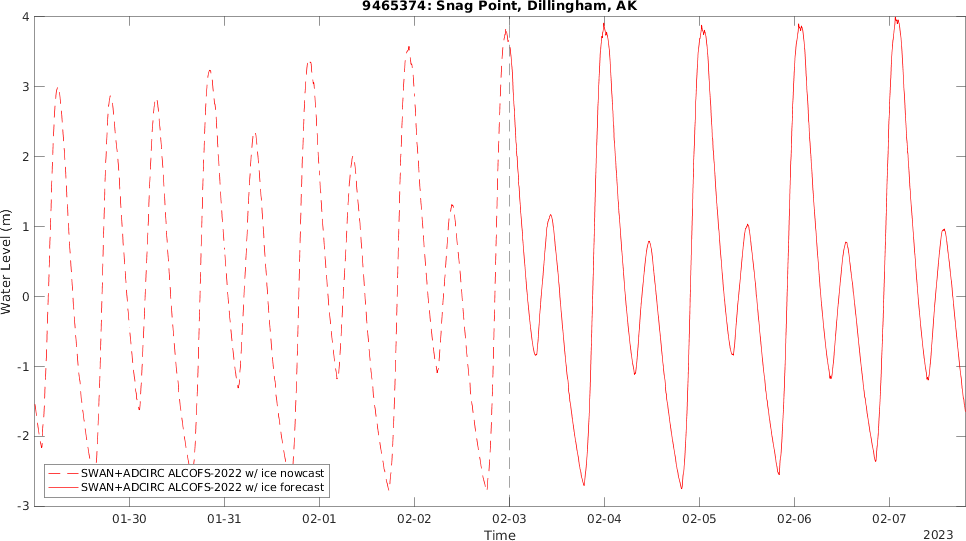 9465374: Snag Point, Dillingham, AK
Water Level (m)
4
3
2
1
0
-1
-2
-3
SWAN+ADCIRC ALCOFS-2022 w/ ice nowcast
SWAN+ADCIRC ALCOFS-2022 w/ ice forecast
01-30 01-31 02-01 02-02 02-03 02-04 02-05 02-06 02-07
Time
2023